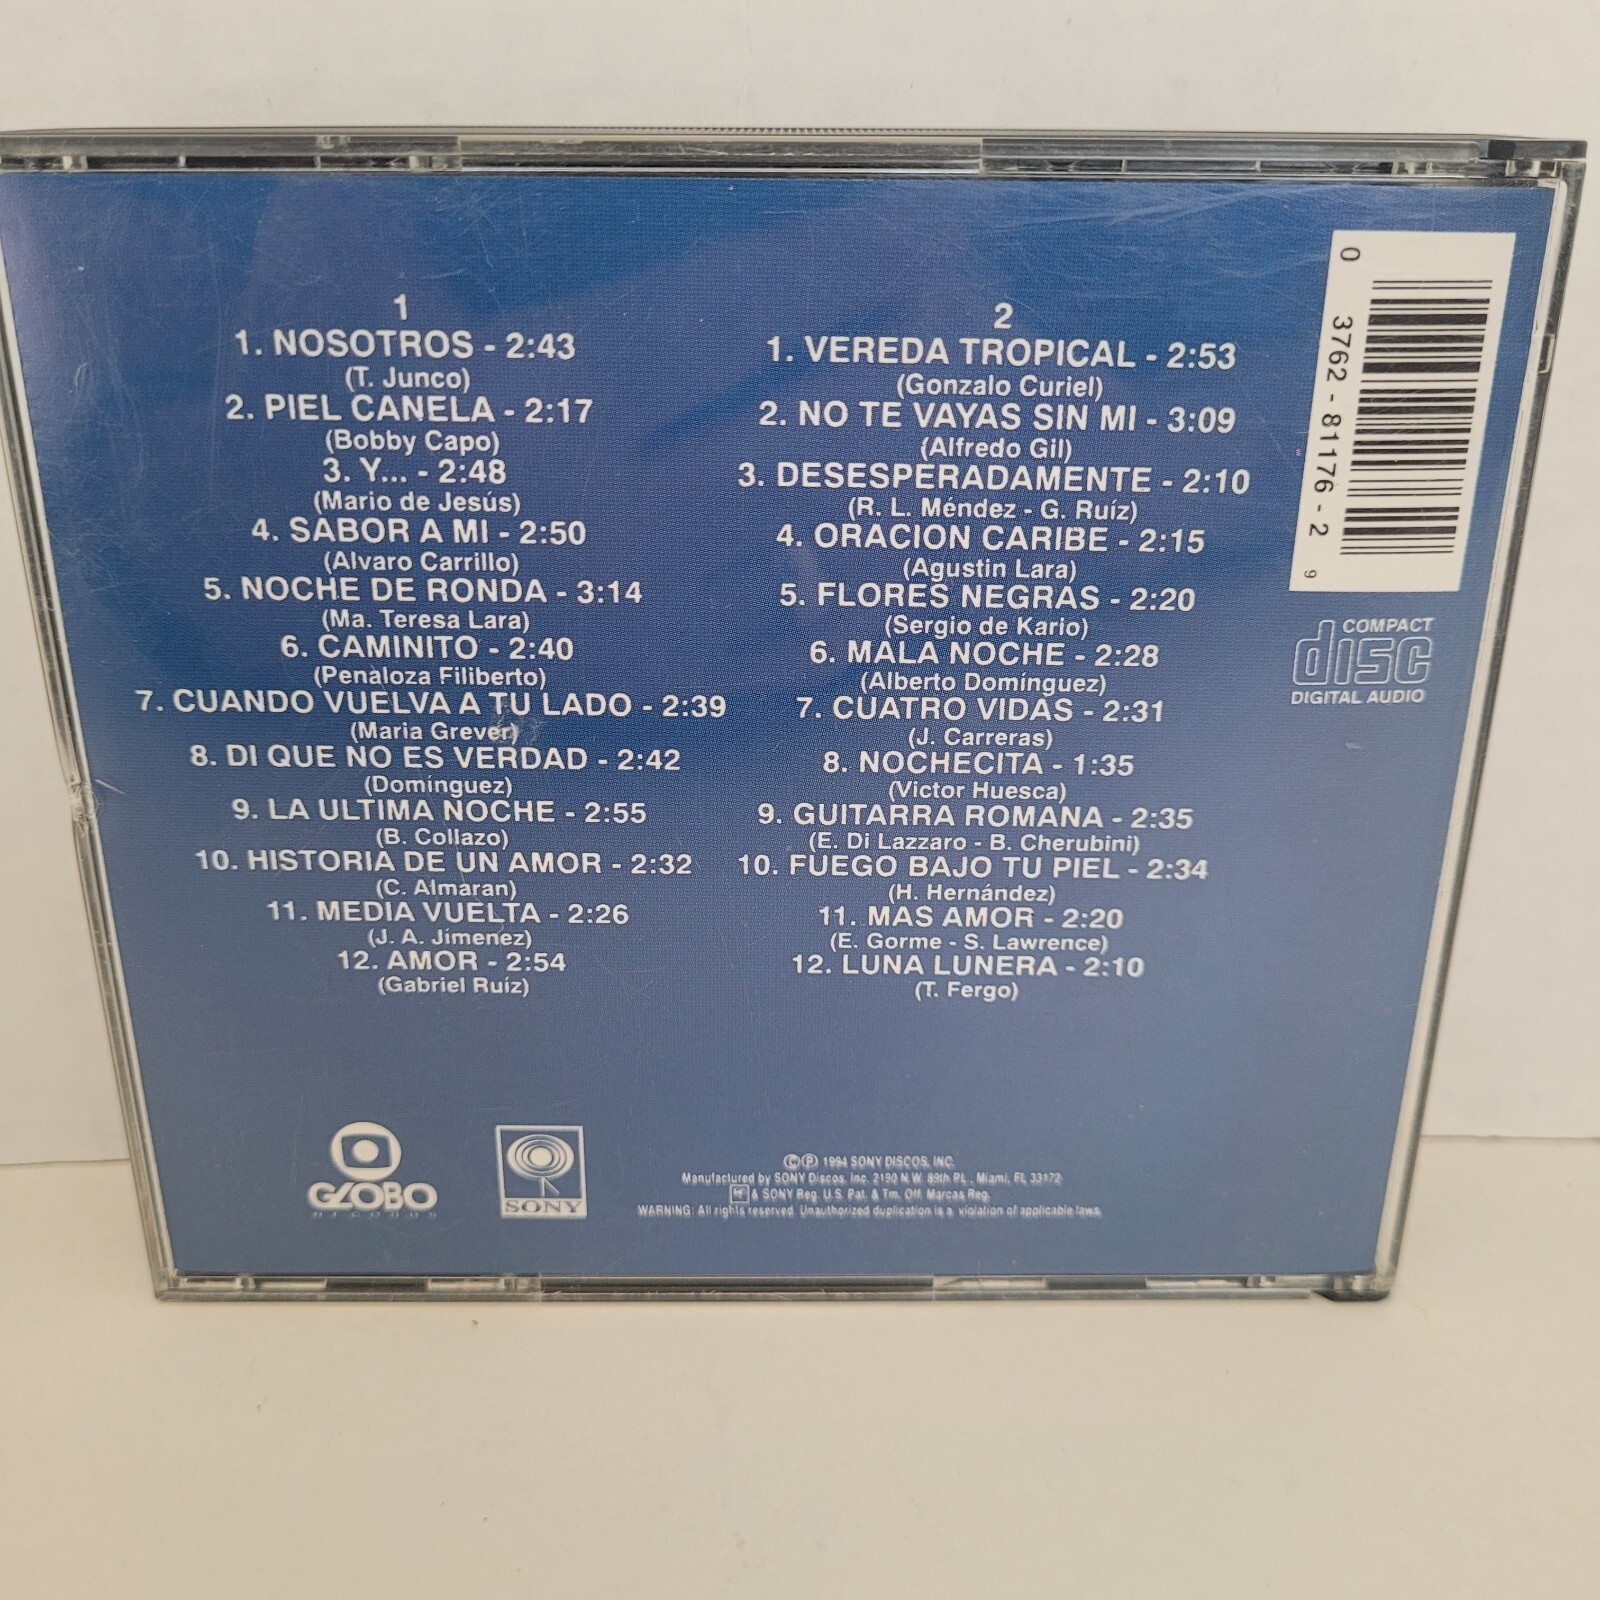 1
1. NOSOTROS - 2:43
(T. Junco)
2. PIEL CANELA - 2:17
(Bobby Capo)
3. Y... - 2:48
(Mario de Jesús)
4. SABOR A MI - 2:50
(Alvaro Carrillo)
5. NOCHE DE RONDA - 3:14
(Ma. Teresa Lara)
6. CAMINITO - 2:40
(Penaloza Filiberto)
7. CUANDO VUELVA A TU LADO - 2:39
(Maria Grever)
8. DI QUE NO ES VERDAD - 2:42
(Domínguez)
9. LA ULTIMA NOCHE - 2:55
(B. Collazo)
10. HISTORIA DE UN AMOR - 2:32
(C. Almaran)
11. MEDIA VUELTA - 2:26
(J. A. Jimenez)
12. AMOR - 2:54
(Gabriel Ruíz)
2
1. VEREDA TROPICAL - 2:53
(Gonzalo Curiel)
2. NO TE VAYAS SIN MI - 3:09
(Alfredo Gil)
3. DESESPERADAMENTE - 2:10
(R. L. Méndez - G. Ruíz)
4. ORACION CARIBE - 2:15
(Agustin Lara)
5. FLORES NEGRAS - 2:20
(Sergio de Kario)
6. MALA NOCHE - 2:28
(Alberto Domínguez)
7. CUATRO VIDAS - 2:31
(J. Carreras)
8. NOCHECITA - 1:35
(Victor Huesca)
9. GUITARRA ROMANA - 2:35
(E. Di Lazzaro - B. Cherubini)
10. FUEGO BAJO TU PIEL - 2:34
(H. Hernández)
11. MAS AMOR - 2:20
(E. Gorme - S. Lawrence)
12. LUNA LUNERA - 2:10
(T. Fergo)
0 3762 - 81176 - 2 9
COMPACT
disc
DIGITAL AUDIO
GLOBO
RECORDS
SONY
©℗ 1994 SONY DISCOS, INC.
Manufactured by SONY Discos, Inc. 2190 N.W. 89th PL., Miami, FL 33172
& SONY Reg. U.S. Pat. & Tm. Off. Marcas Reg.
WARNING: All rights reserved. Unauthorized duplication is a violation of applicable laws.